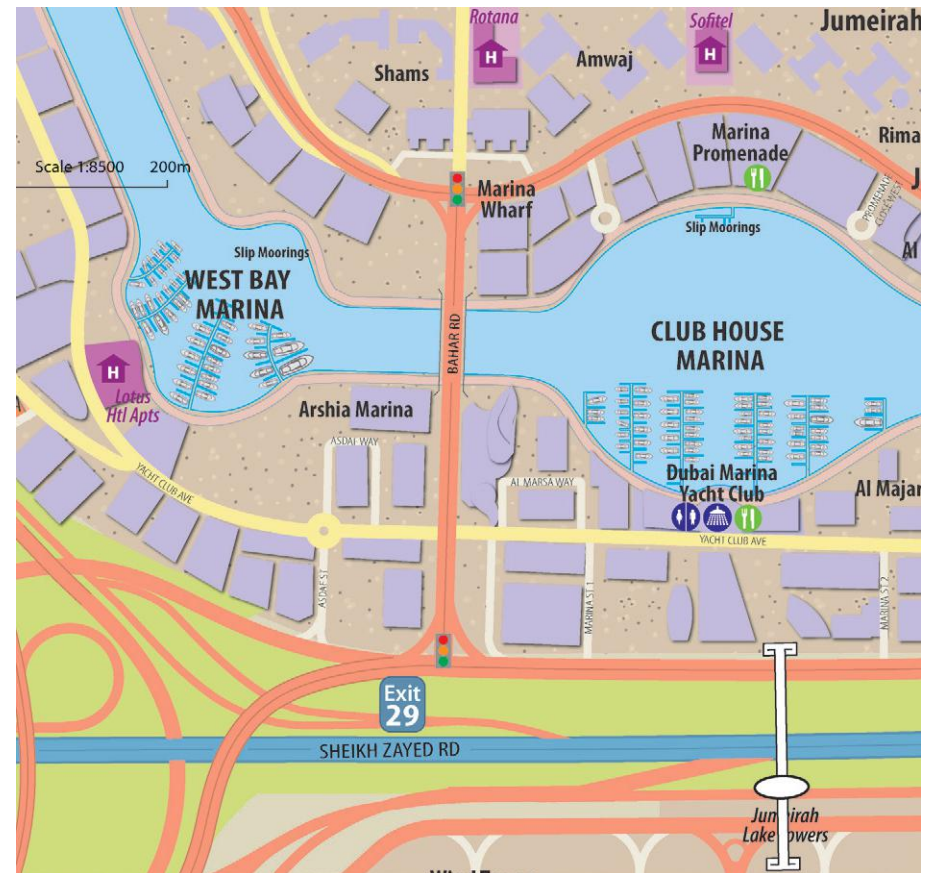 Rotana
Sofitel
Jumeirah
H
H
Shams
Amwaj
Marina
Promenade
Rima
Scale 1:8500 200m
Marina
Wharf
PROMENADE
CLOSE WEST
J
Slip Moorings
Al
Slip Moorings
WEST BAY
MARINA
BAHAR RD
CLUB HOUSE
MARINA
H
Lotus
Htl Apts
Arshia Marina
ASDAF WAY
Dubai Marina
Yacht Club
AL MARSA WAY
Al Majar
YACHT CLUB AVE
YACHT CLUB AVE
ASDAF ST
MARINA ST 1
MARINA ST 2
Exit
29
SHEIKH ZAYED RD
Jumeirah